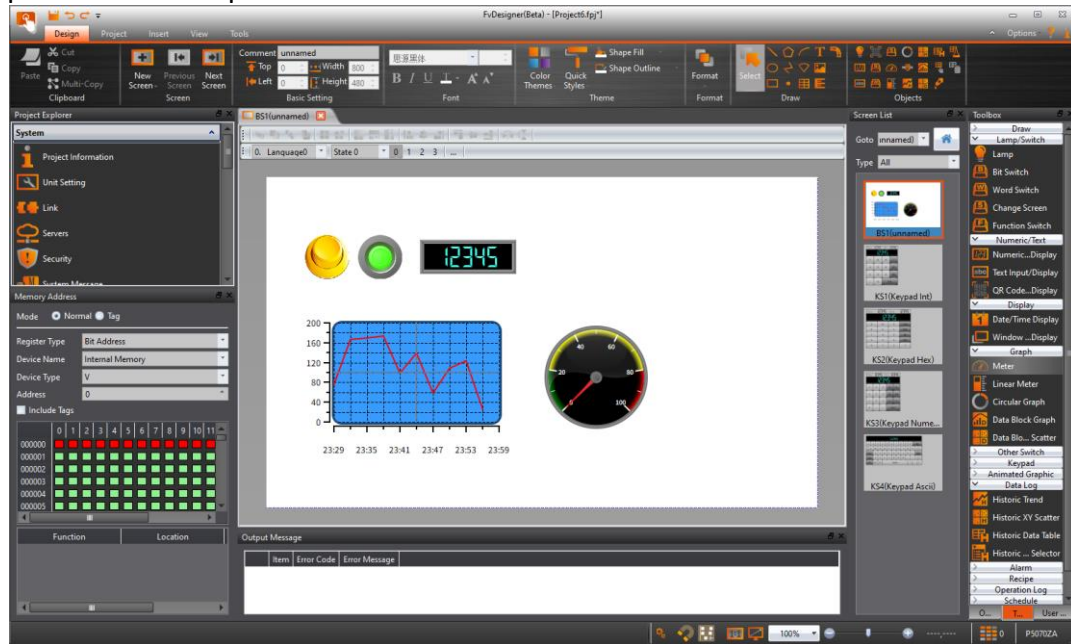 FvDesigner(Beta) - [Project6.fpj*]
Design Project Insert View Tools
Options
Paste
Cut
Copy
Multi-Copy
Clipboard
New Screen
Previous Screen
Next Screen
Screen
Comment unnamed
Top 0 Width 800
Left 0 Height 480
Basic Setting
思源黑体
B I U T A A
Font
Color Themes
Quick Styles
Shape Fill
Shape Outline
Theme
Format
Format
Select
Draw
Objects
Project Explorer
System
Project Information
Unit Setting
Link
Servers
Security
System Message
Memory Address
Mode Normal Tag
Register Type Bit Address
Device Name Internal Memory
Device Type V
Address 0
Include Tags
0 1 2 3 4 5 6 7 8 9 10 11
000000
000001
000002
000003
000004
000005
Function Location
BS1(unnamed)
0. Language0 State 0 0 1 2 3 ...
12345
200
160
120
80
40
0
23:29 23:35 23:41 23:47 23:53 23:59
0 20 40 60 80 100
Output Message
Item Error Code Error Message
Screen List
Goto nnamed)
Type All
BS1(unnamed)
KS1(Keypad Int)
KS2(Keypad Hex)
KS3(Keypad Nume...
KS4(Keypad Ascii)
Toolbox
Draw
Lamp/Switch
Lamp
Bit Switch
Word Switch
Change Screen
Function Switch
Numeric/Text
Numeric...Display
Text Input/Display
QR Code...Display
Display
Date/Time Display
Window ...Display
Graph
Meter
Linear Meter
Circular Graph
Data Block Graph
Data Blo... Scatter
Other Switch
Keypad
Animated Graphic
Data Log
Historic Trend
Historic XY Scatter
Historic Data Table
Historic ... Selector
Alarm
Recipe
Operation Log
Schedule
O... T... User ...
100%
0 P5070ZA